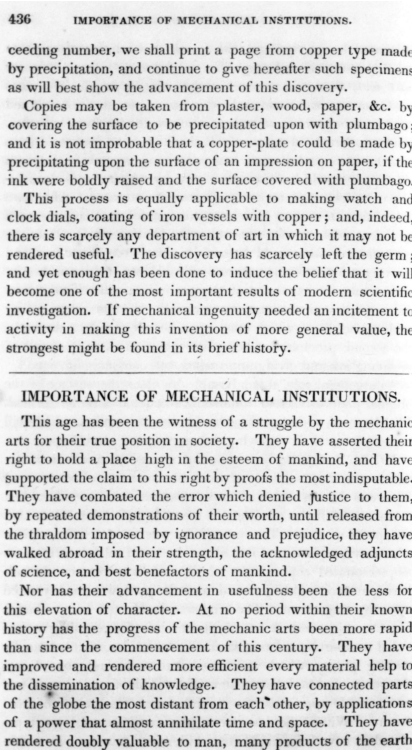 436 IMPORTANCE OF MECHANICAL INSTITUTIONS.
ceeding number, we shall print a page from copper type made
by precipitation, and continue to give hereafter such specimens
as will best show the advancement of this discovery.
Copies may be taken from plaster, wood, paper, &c. by
covering the surface to be precipitated upon with plumbago;
and it is not improbable that a copper-plate could be made by
precipitating upon the surface of an impression on paper, if the
ink were boldly raised and the surface covered with plumbago.
This process is equally applicable to making watch and
clock dials, coating of iron vessels with copper; and, indeed,
there is scarcely any department of art in which it may not be
rendered useful. The discovery has scarcely left the germ;
and yet enough has been done to induce the belief that it will
become one of the most important results of modern scientific
investigation. If mechanical ingenuity needed an incitement to
activity in making this invention of more general value, the
strongest might be found in its brief history.
IMPORTANCE OF MECHANICAL INSTITUTIONS.
This age has been the witness of a struggle by the mechanic
arts for their true position in society. They have asserted their
right to hold a place high in the esteem of mankind, and have
supported the claim to this right by proofs the most indisputable.
They have combated the error which denied justice to them,
by repeated demonstrations of their worth, until released from
the thraldom imposed by ignorance and prejudice, they have
walked abroad in their strength, the acknowledged adjuncts
of science, and best benefactors of mankind.
Nor has their advancement in usefulness been the less for
this elevation of character. At no period within their known
history has the progress of the mechanic arts been more rapid
than since the commencement of this century. They have
improved and rendered more efficient every material help to
the dissemination of knowledge. They have connected parts
of the globe the most distant from each other, by applications
of a power that almost annihilate time and space. They have
rendered doubly valuable to man, many products of the earth